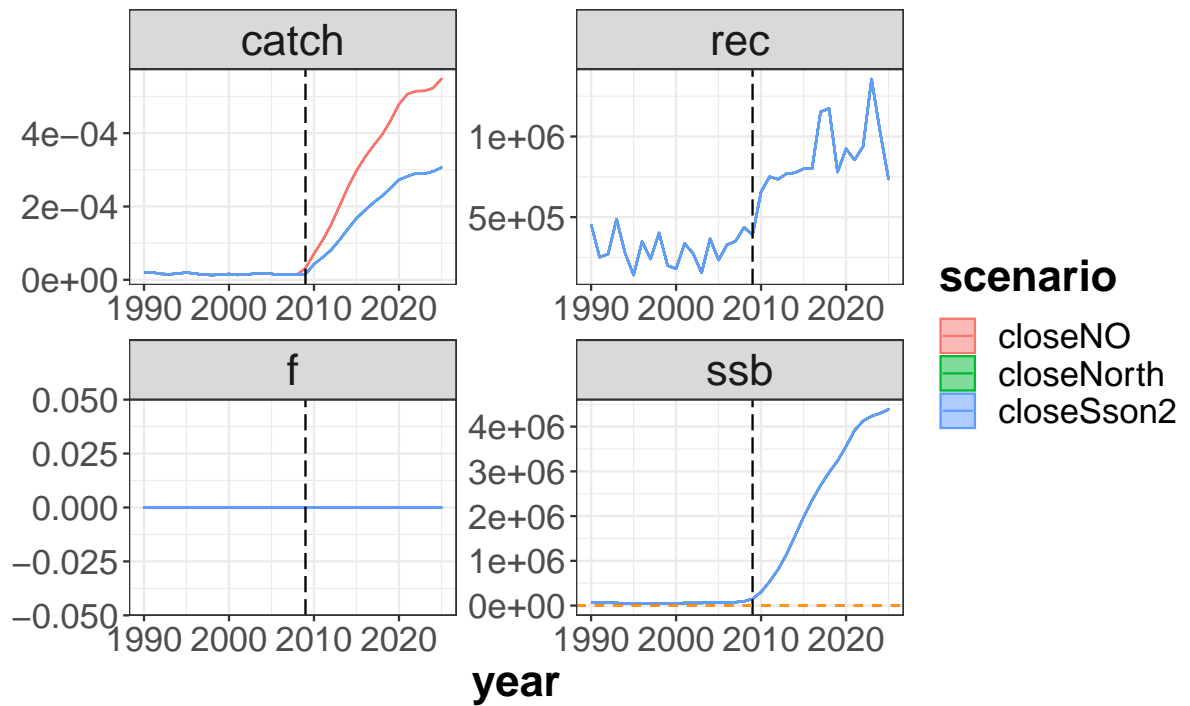 catch
4e−04
2e−04
0e+00
1990 2000 2010 2020
rec
1e+06
5e+05
1990 2000 2010 2020
f
0.050
0.025
0.000
−0.025
−0.050
1990 2000 2010 2020
ssb
4e+06
3e+06
2e+06
1e+06
0e+00
1990 2000 2010 2020
year
scenario
closeNO
closeNorth
closeSson2